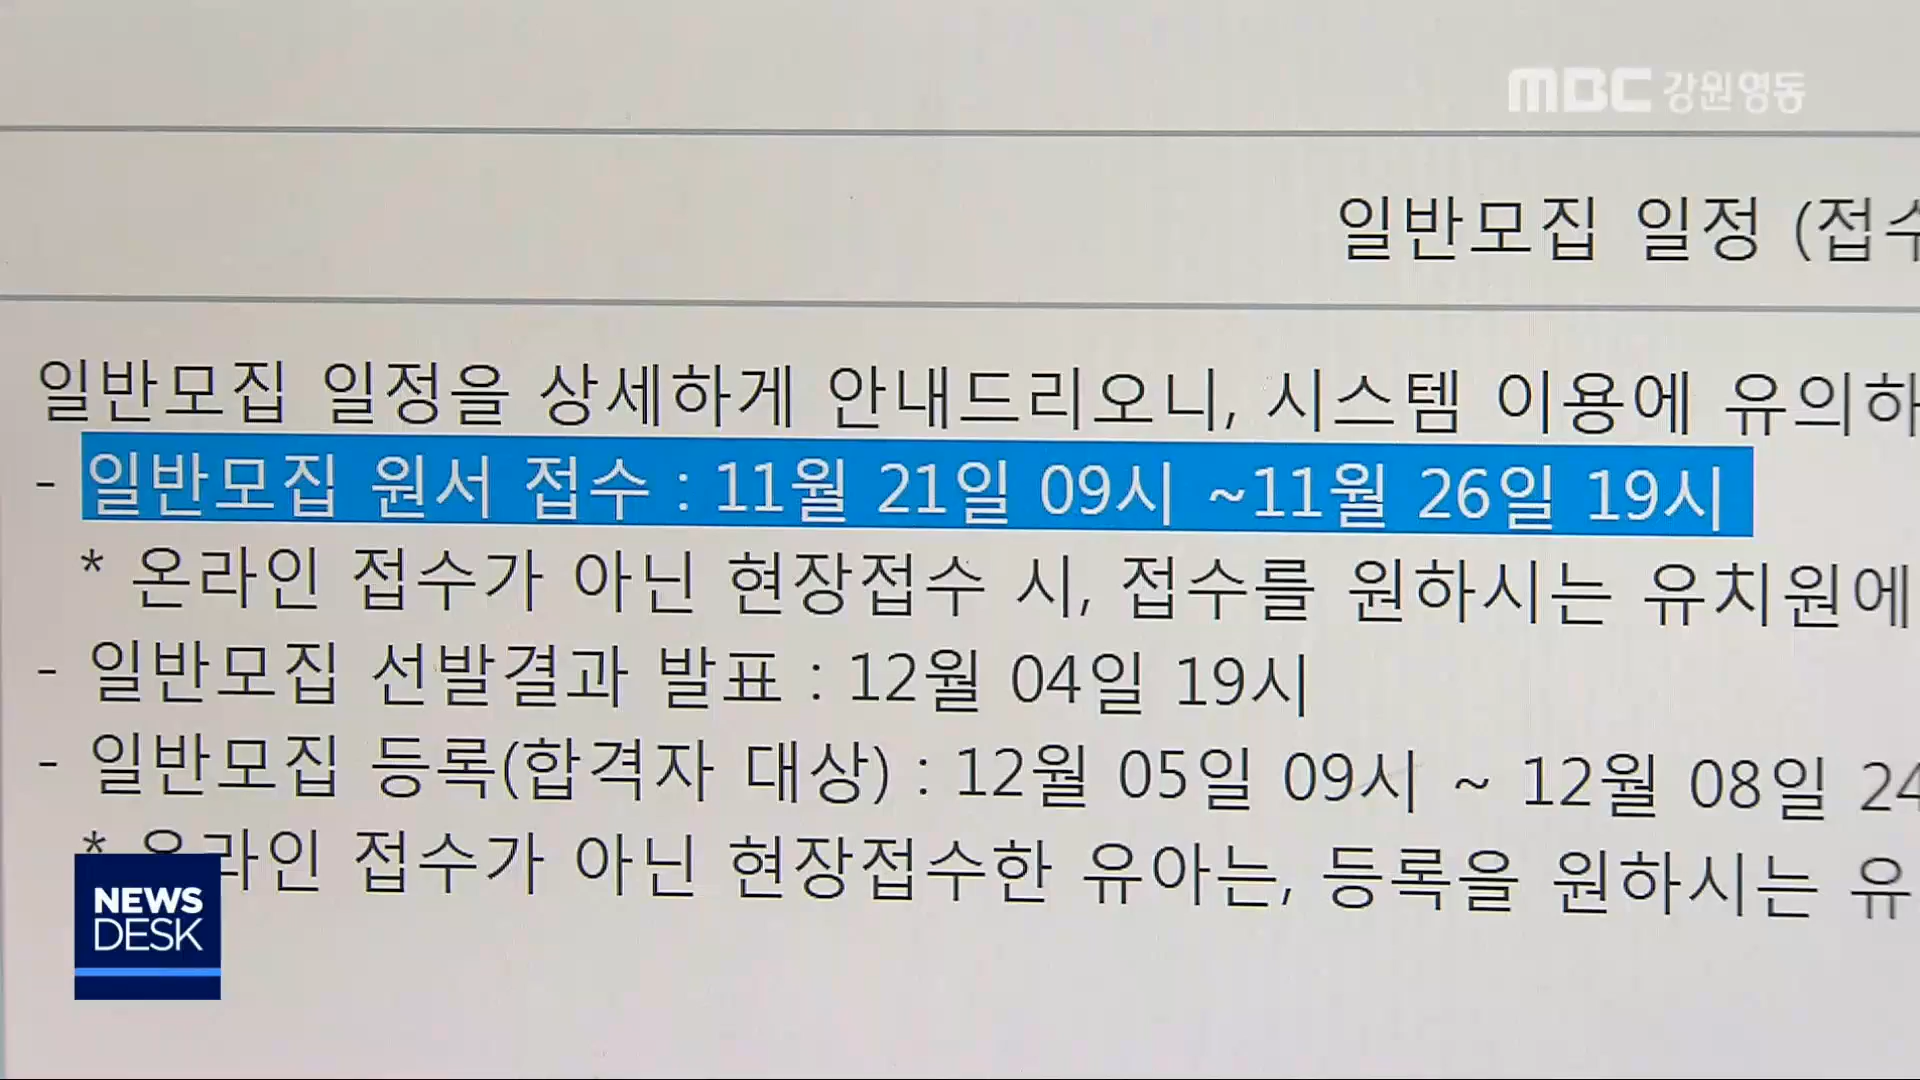 MBC 강원영동
일반모집 일정 (접수
일반모집 일정을 상세하게 안내드리오니, 시스템 이용에 유의하
- 일반모집 원서 접수 : 11월 21일 09시 ~11월 26일 19시
* 온라인 접수가 아닌 현장접수 시, 접수를 원하시는 유치원에
- 일반모집 선발결과 발표 : 12월 04일 19시
- 일반모집 등록(합격자 대상) : 12월 05일 09시 ~ 12월 08일 24
* 온라인 접수가 아닌 현장접수한 유아는, 등록을 원하시는 유
NEWS
DESK